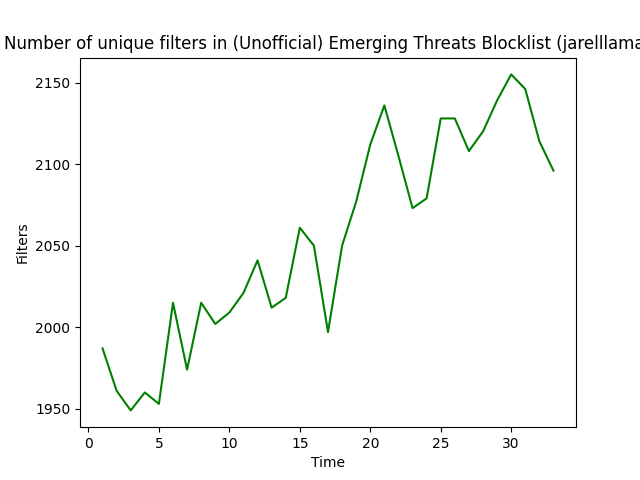 Number of unique filters in (Unofficial) Emerging Threats Blocklist (jarelllama
2150
2100
2050
2000
1950
Filters
0 5 10 15 20 25 30
Time